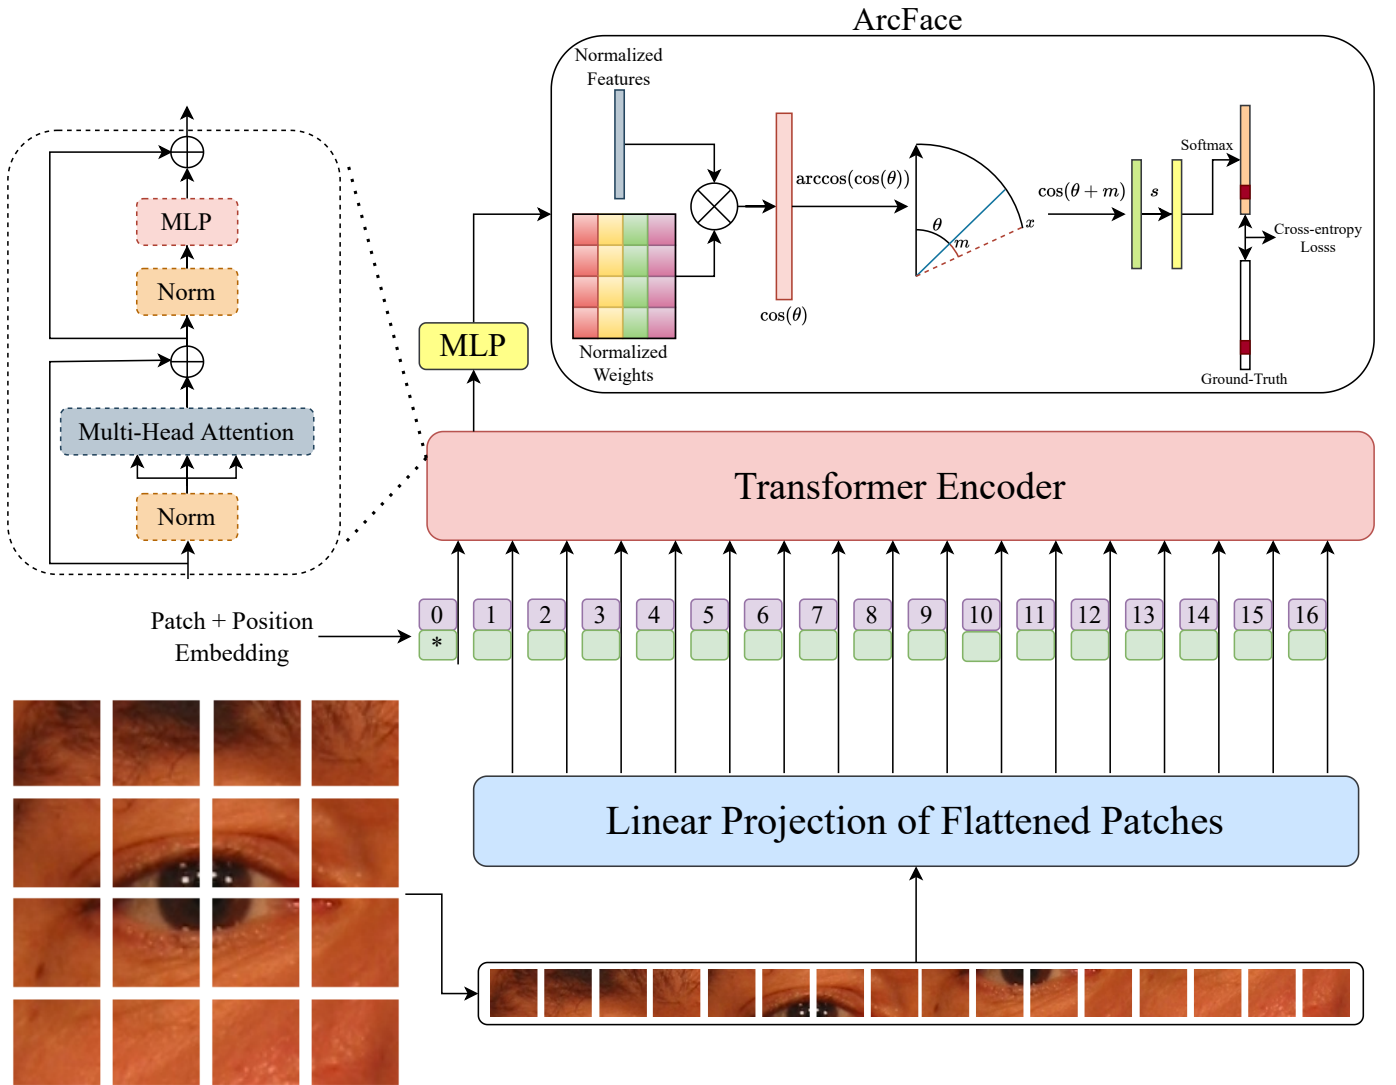 ArcFace
Normalized
Features
Normalized
Weights
cos(θ)
arccos(cos(θ))
θ
m
x
cos(θ + m)
s
Softmax
Cross-entropy
Losss
Ground-Truth
MLP
Norm
Multi-Head Attention
Norm
MLP
Transformer Encoder
Patch + Position
Embedding
0 1 2 3 4 5 6 7 8 9 10 11 12 13 14 15 16
*
Linear Projection of Flattened Patches